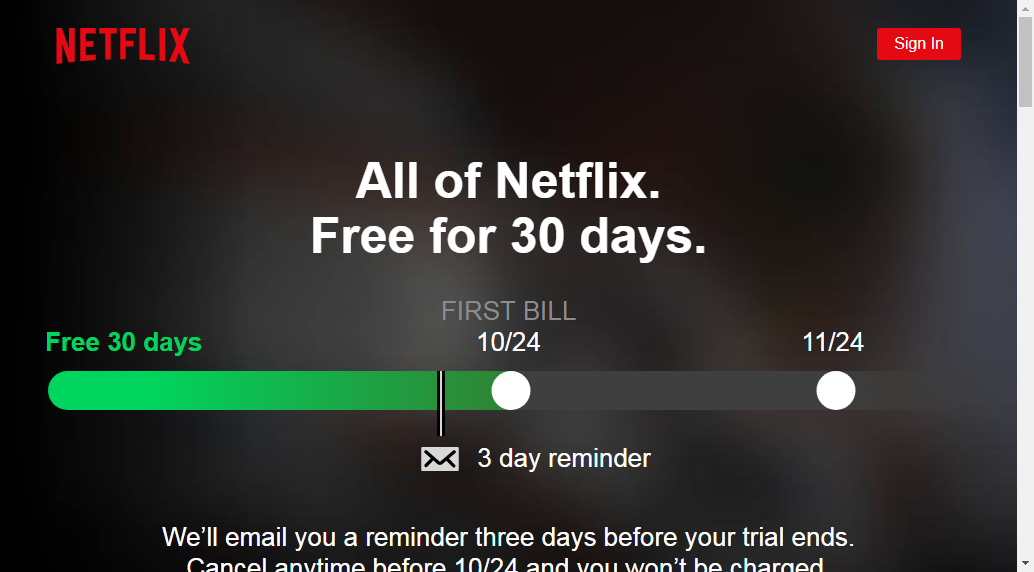 NETFLIX
Sign In
All of Netflix.
Free for 30 days.
FIRST BILL
Free 30 days
10/24
11/24
3 day reminder
We’ll email you a reminder three days before your trial ends.
Cancel anytime before 10/24 and you won’t be charged.